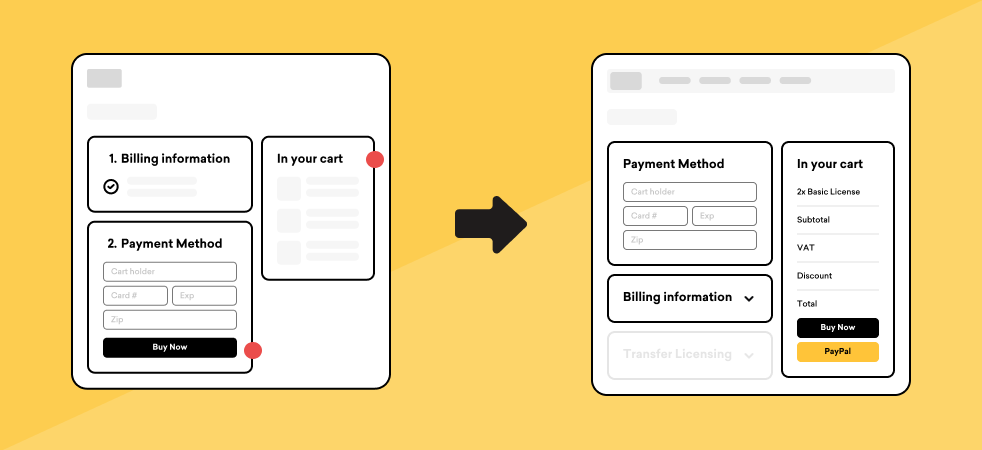 1. Billing information
In your cart
2. Payment Method
Cart holder
Card #
Exp
Zip
Buy Now
Payment Method
Cart holder
Card #
Exp
Zip
Billing information
Transfer Licensing
In your cart
2x Basic License
Subtotal
VAT
Discount
Total
Buy Now
PayPal